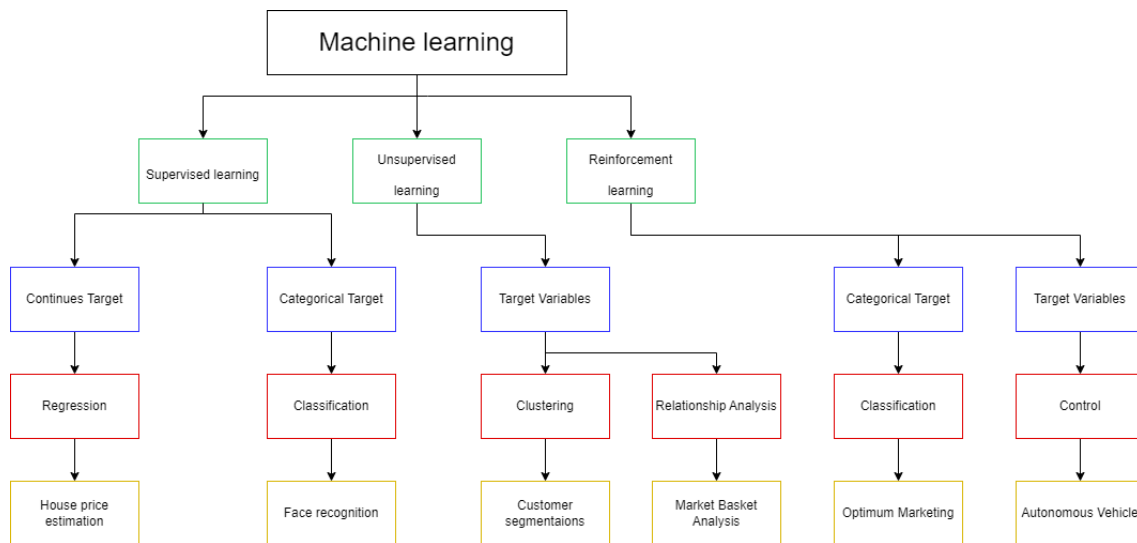 Machine learning
Supervised learning
Unsupervised
learning
Reinforcement
learning
Continues Target
Categorical Target
Target Variables
Categorical Target
Target Variables
Regression
Classification
Clustering
Relationship Analysis
Classification
Control
House price
estimation
Face recognition
Customer
segmentaions
Market Basket
Analysis
Optimum Marketing
Autonomous Vehicle